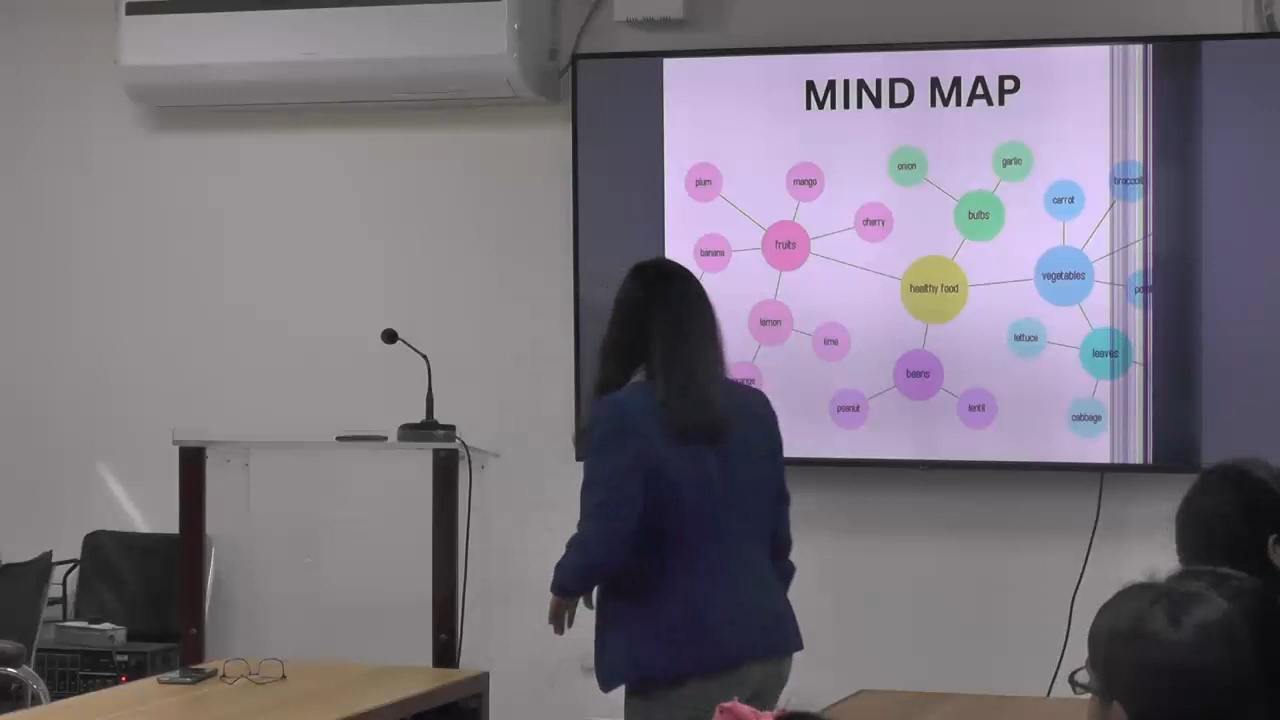 MIND MAP
plum
mango
onion
garlic
broccoli
carrot
cherry
bulbs
fruits
banana
vegetables
healthy food
lemon
lime
lettuce
leaves
beans
peanut
lentil
cabbage